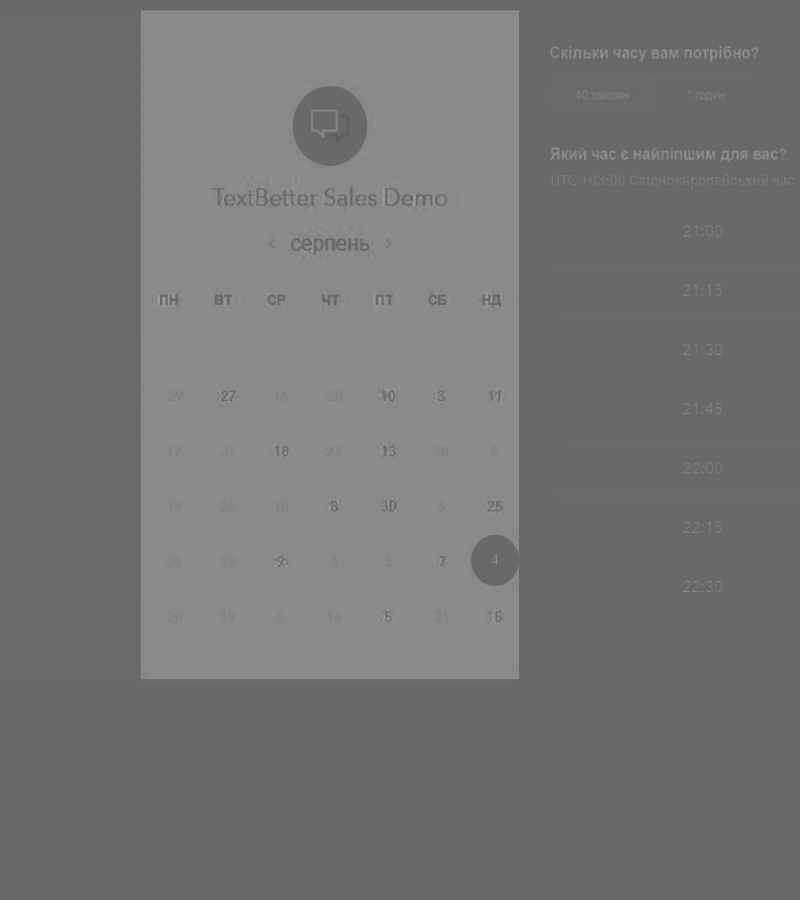 TextBetter Sales Demo
‹ серпень ›
ПН ВТ СР ЧТ ПТ СБ НД
29 27 16 28 10 3 11
17 21 18 23 13 30 6
19 26 10 8 30 5 25
25 29 9 5 3 7 4
20 19 6 16 5 21 15
Скільки часу вам потрібно?
40 хвилин 1 годин
Який час є найліпшим для вас?
UTC +03:00 Східноєвропейський час
21:00
21:15
21:30
21:45
22:00
22:15
22:30